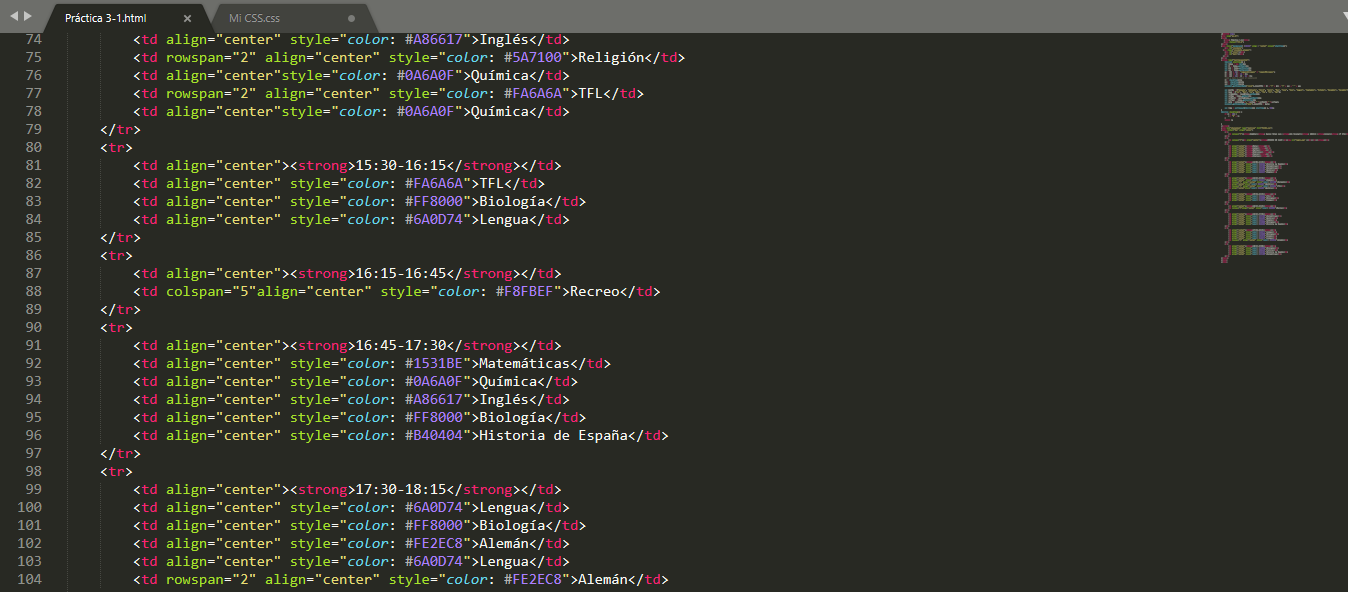 Práctica 3-1.html × Mi CSS.css
74 <td align="center" style="color: #A86617">Inglés</td>
75 <td rowspan="2" align="center" style="color: #5A7100">Religión</td>
76 <td align="center"style="color: #0A6A0F">Química</td>
77 <td rowspan="2" align="center" style="color: #FA6A6A">TFL</td>
78 <td align="center"style="color: #0A6A0F">Química</td>
79 </tr>
80 <tr>
81 <td align="center"><strong>15:30-16:15</strong></td>
82 <td align="center" style="color: #FA6A6A">TFL</td>
83 <td align="center" style="color: #FF8000">Biología</td>
84 <td align="center" style="color: #6A0D74">Lengua</td>
85 </tr>
86 <tr>
87 <td align="center"><strong>16:15-16:45</strong></td>
88 <td colspan="5"align="center" style="color: #F8FBEF">Recreo</td>
89 </tr>
90 <tr>
91 <td align="center"><strong>16:45-17:30</strong></td>
92 <td align="center" style="color: #1531BE">Matemáticas</td>
93 <td align="center" style="color: #0A6A0F">Química</td>
94 <td align="center" style="color: #A86617">Inglés</td>
95 <td align="center" style="color: #FF8000">Biología</td>
96 <td align="center" style="color: #B40404">Historia de España</td>
97 </tr>
98 <tr>
99 <td align="center"><strong>17:30-18:15</strong></td>
100 <td align="center" style="color: #6A0D74">Lengua</td>
101 <td align="center" style="color: #FF8000">Biología</td>
102 <td align="center" style="color: #FE2EC8">Alemán</td>
103 <td align="center" style="color: #6A0D74">Lengua</td>
104 <td rowspan="2" align="center" style="color: #FE2EC8">Alemán</td>